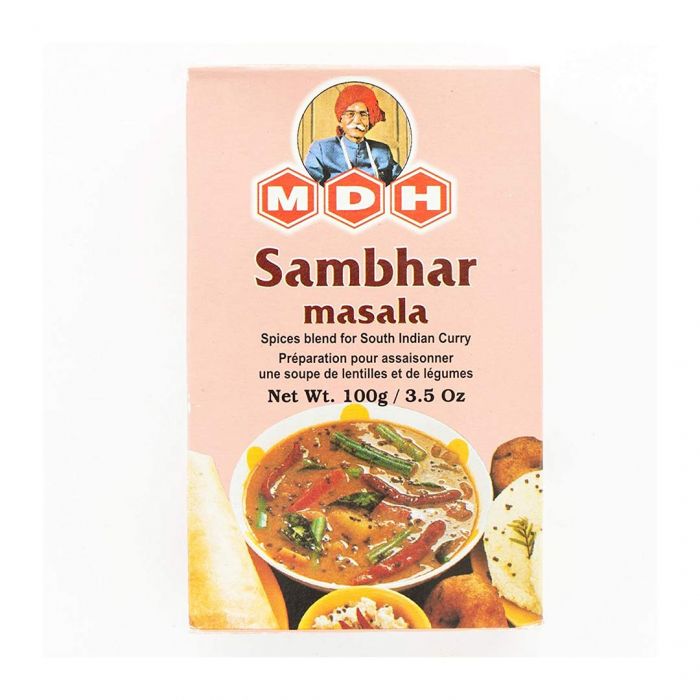 MDH
Sambhar
masala
Spices blend for South Indian Curry
Préparation pour assaisonner
une soupe de lentilles et de légumes
Net Wt. 100g / 3.5 Oz